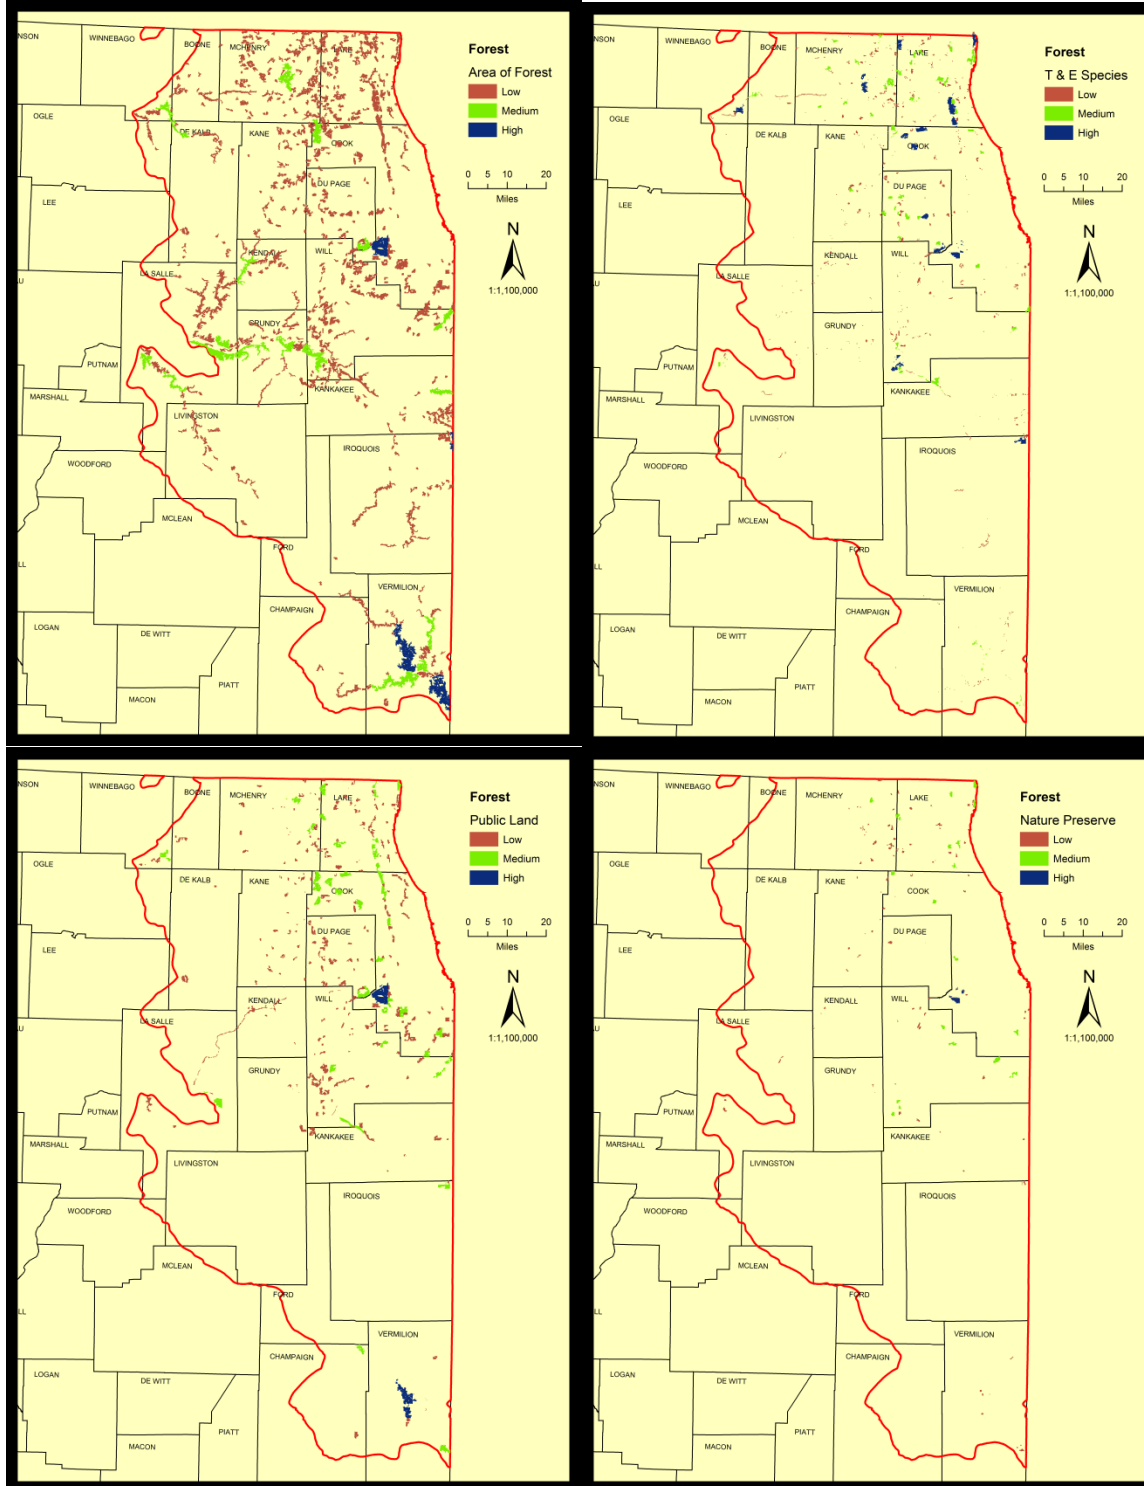 NSON
WINNEBAGO
BOONE
MCHENRY
LAKE
OGLE
DE KALB
KANE
COOK
DU PAGE
LEE
KENDALL
WILL
LA SALLE
AU
GRUNDY
PUTNAM
KANKAKEE
MARSHALL
LIVINGSTON
IROQUOIS
WOODFORD
MCLEAN
FORD
LL
VERMILION
CHAMPAIGN
LOGAN
DE WITT
PIATT
MACON
Forest
Area of Forest
Low
Medium
High
0 5 10 20
Miles
N
1:1,100,000
NSON
WINNEBAGO
BOONE
MCHENRY
LAKE
OGLE
DE KALB
KANE
COOK
DU PAGE
LEE
KENDALL
WILL
LA SALLE
U
GRUNDY
PUTNAM
KANKAKEE
MARSHALL
LIVINGSTON
IROQUOIS
WOODFORD
MCLEAN
FORD
LL
VERMILION
CHAMPAIGN
LOGAN
DE WITT
PIATT
MACON
Forest
T & E Species
Low
Medium
High
0 5 10 20
Miles
N
1:1,100,000
NSON
WINNEBAGO
BOONE
MCHENRY
LAKE
OGLE
DE KALB
KANE
COOK
DU PAGE
LEE
KENDALL
WILL
LA SALLE
AU
GRUNDY
PUTNAM
KANKAKEE
MARSHALL
LIVINGSTON
IROQUOIS
WOODFORD
MCLEAN
FORD
LL
VERMILION
CHAMPAIGN
LOGAN
DE WITT
PIATT
MACON
Forest
Public Land
Low
Medium
High
0 5 10 20
Miles
N
1:1,100,000
NSON
WINNEBAGO
BOONE
MCHENRY
LAKE
OGLE
DE KALB
KANE
COOK
DU PAGE
LEE
KENDALL
WILL
LA SALLE
U
GRUNDY
PUTNAM
KANKAKEE
MARSHALL
LIVINGSTON
IROQUOIS
WOODFORD
MCLEAN
FORD
LL
VERMILION
CHAMPAIGN
LOGAN
DE WITT
PIATT
MACON
Forest
Nature Preserve
Low
Medium
High
0 5 10 20
Miles
N
1:1,100,000